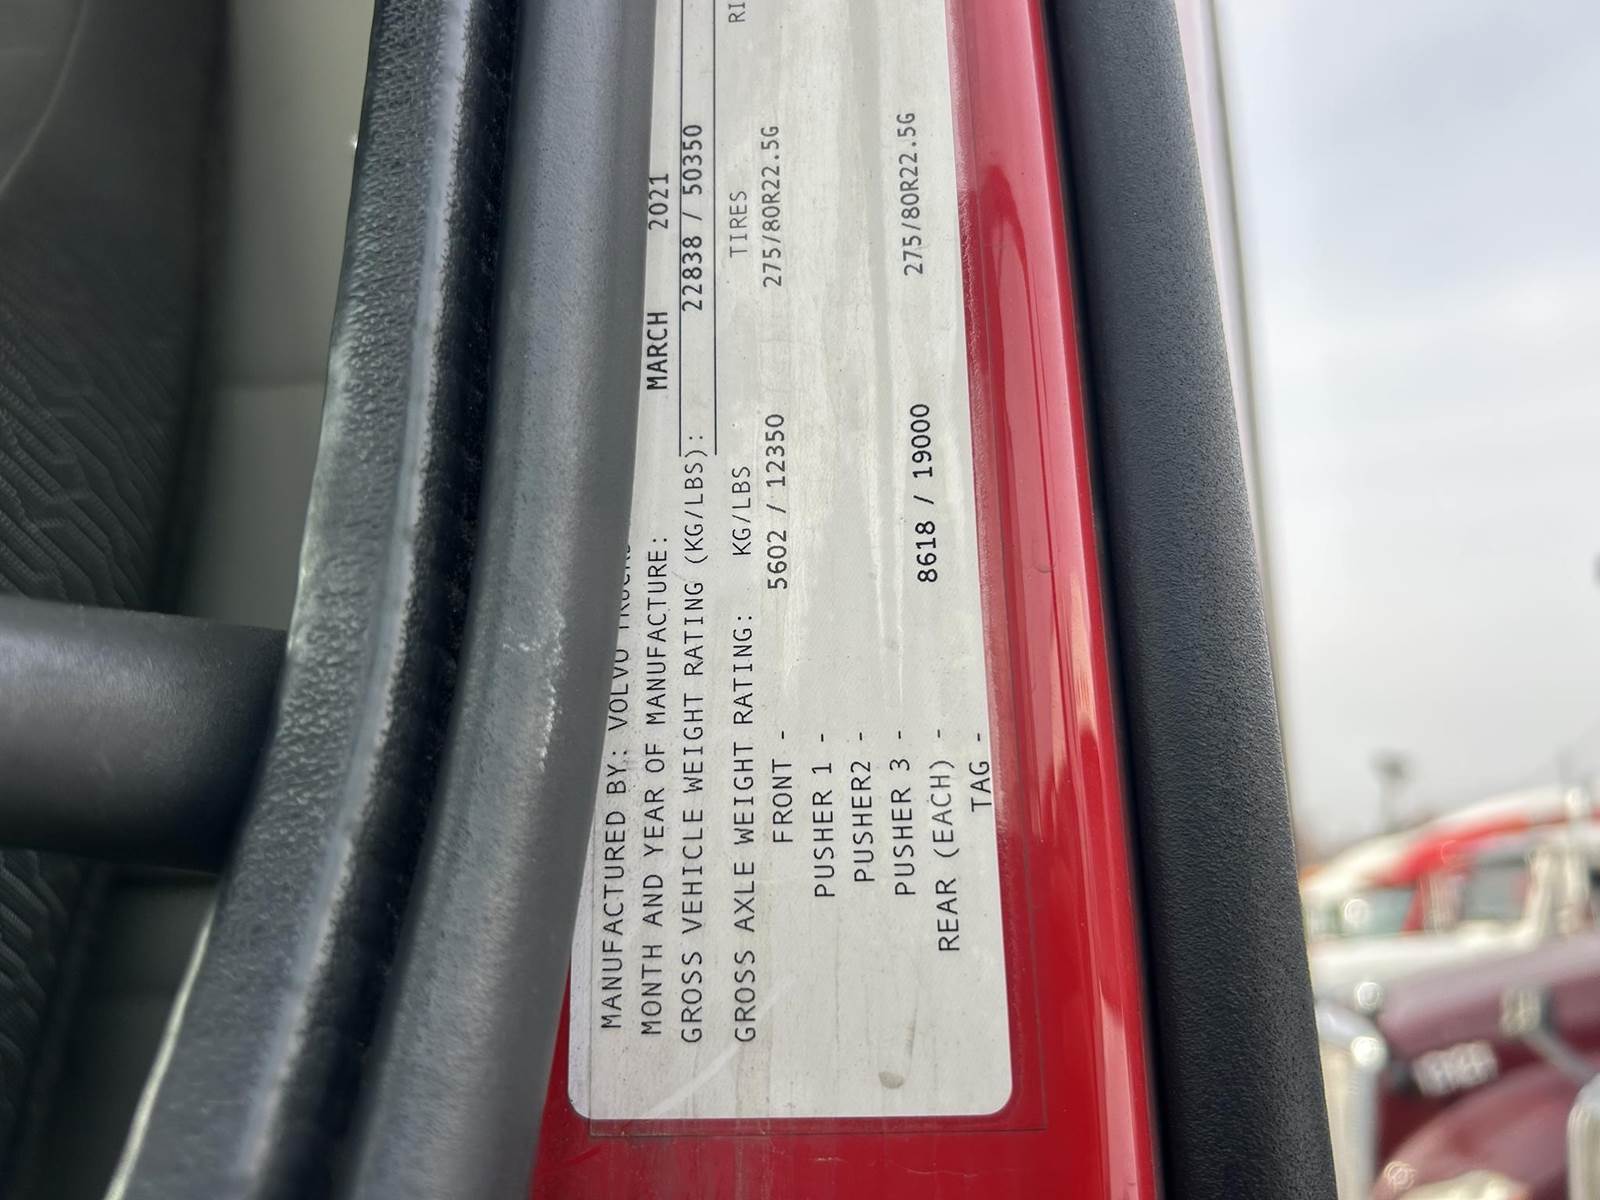 MANUFACTURED BY: VOLVO TRUCKS
MONTH AND YEAR OF MANUFACTURE: MARCH 2021
GROSS VEHICLE WEIGHT RATING (KG/LBS): 22838 / 50350
GROSS AXLE WEIGHT RATING: KG/LBS TIRES
FRONT - 5602 / 12350 275/80R22.5G
PUSHER 1 -
PUSHER2 -
PUSHER 3 -
REAR (EACH) - 8618 / 19000 275/80R22.5G
TAG -